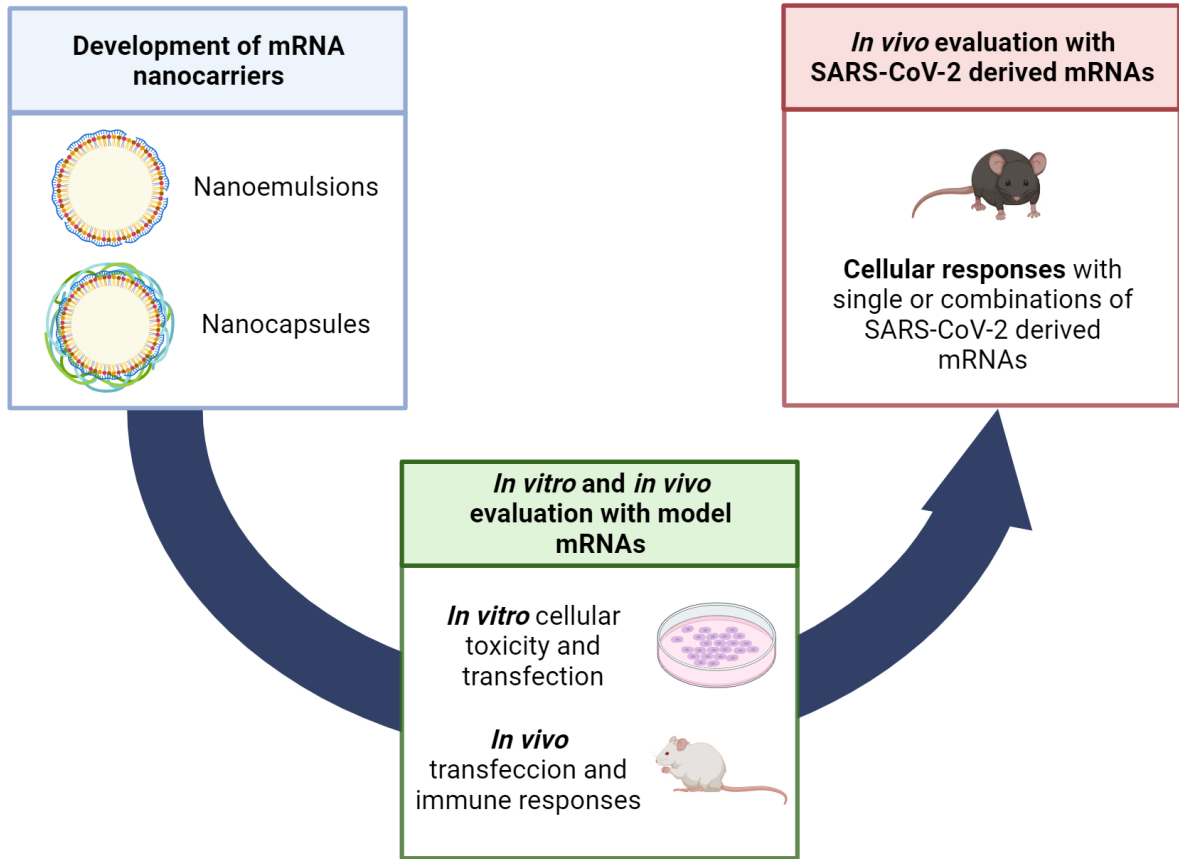 Development of mRNA
nanocarriers
Nanoemulsions
Nanocapsules
In vitro and in vivo
evaluation with model
mRNAs
In vitro cellular
toxicity and
transfection
In vivo
transfeccion and
immune responses
In vivo evaluation with
SARS-CoV-2 derived mRNAs
Cellular responses with
single or combinations of
SARS-CoV-2 derived
mRNAs